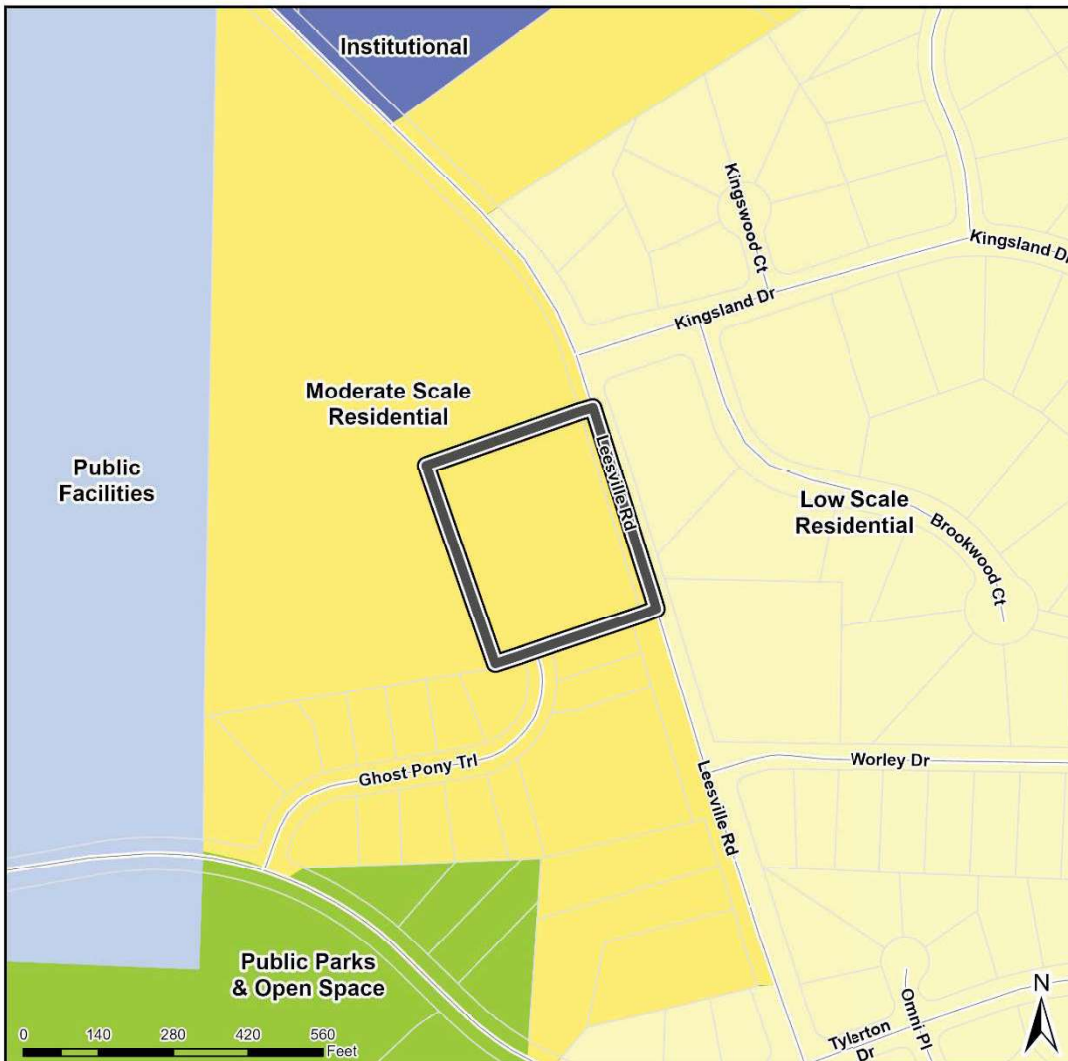 Institutional
Kingswood Ct
Kingsland Dr
Kingsland Dr
Moderate Scale
Residential
Leesville Rd
Public
Facilities
Low Scale
Residential
Brookwood Ct
Ghost Pony Trl
Worley Dr
Leesville Rd
Public Parks
& Open Space
Omni Pl
Tylerton
Dr
N
0 140 280 420 560
Feet